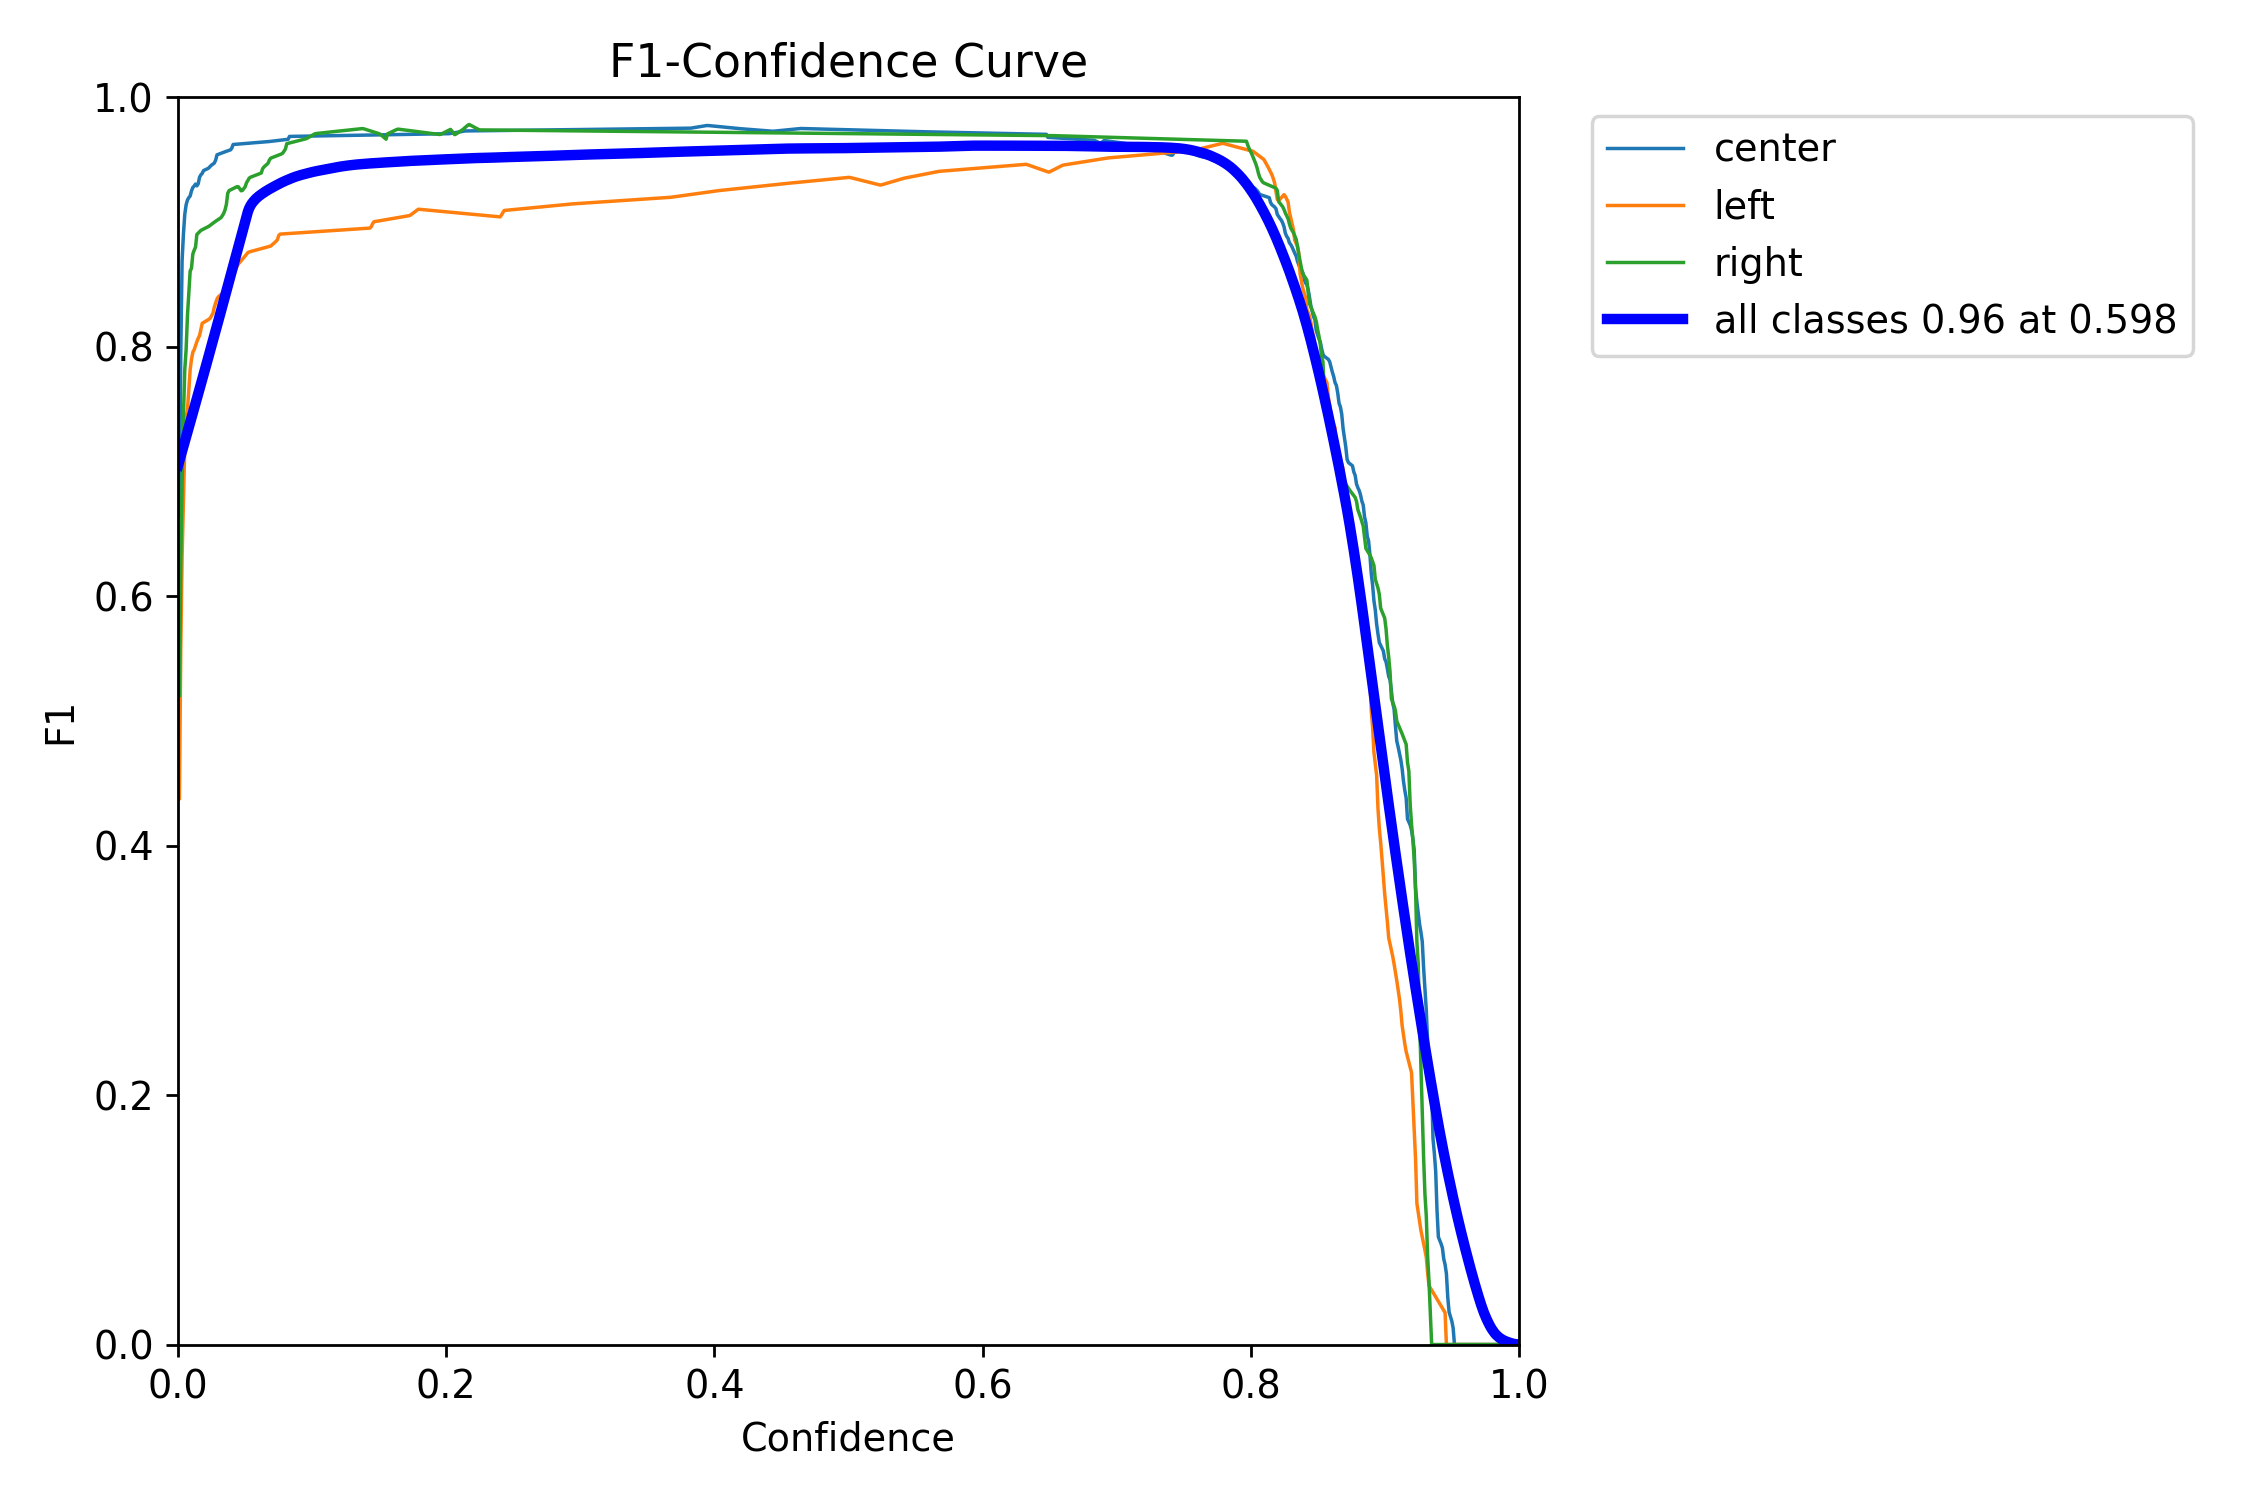 F1-Confidence Curve
1.0
0.8
0.6
0.4
0.2
0.0
F1
0.0 0.2 0.4 0.6 0.8 1.0
Confidence
center
left
right
all classes 0.96 at 0.598